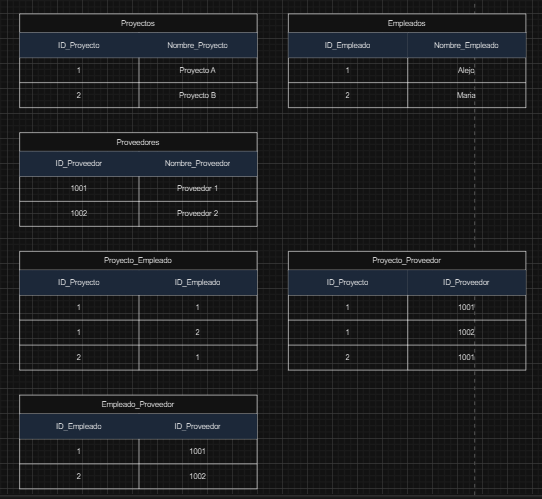 Proyectos
ID_Proyecto Nombre_Proyecto
1 Proyecto A
2 Proyecto B
Empleados
ID_Empleado Nombre_Empleado
1 Alejo
2 Maria
Proveedores
ID_Proveedor Nombre_Proveedor
1001 Proveedor 1
1002 Proveedor 2
Proyecto_Empleado
ID_Proyecto ID_Empleado
1 1
1 2
2 1
Proyecto_Proveedor
ID_Proyecto ID_Proveedor
1 1001
1 1002
2 1001
Empleado_Proveedor
ID_Empleado ID_Proveedor
1 1001
2 1002